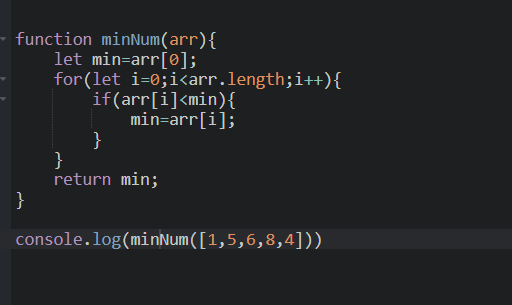 function minNum(arr){
    let min=arr[0];
    for(let i=0;i<arr.length;i++){
        if(arr[i]<min){
            min=arr[i];
        }
    }
    return min;
}
console.log(minNum([1,5,6,8,4]))